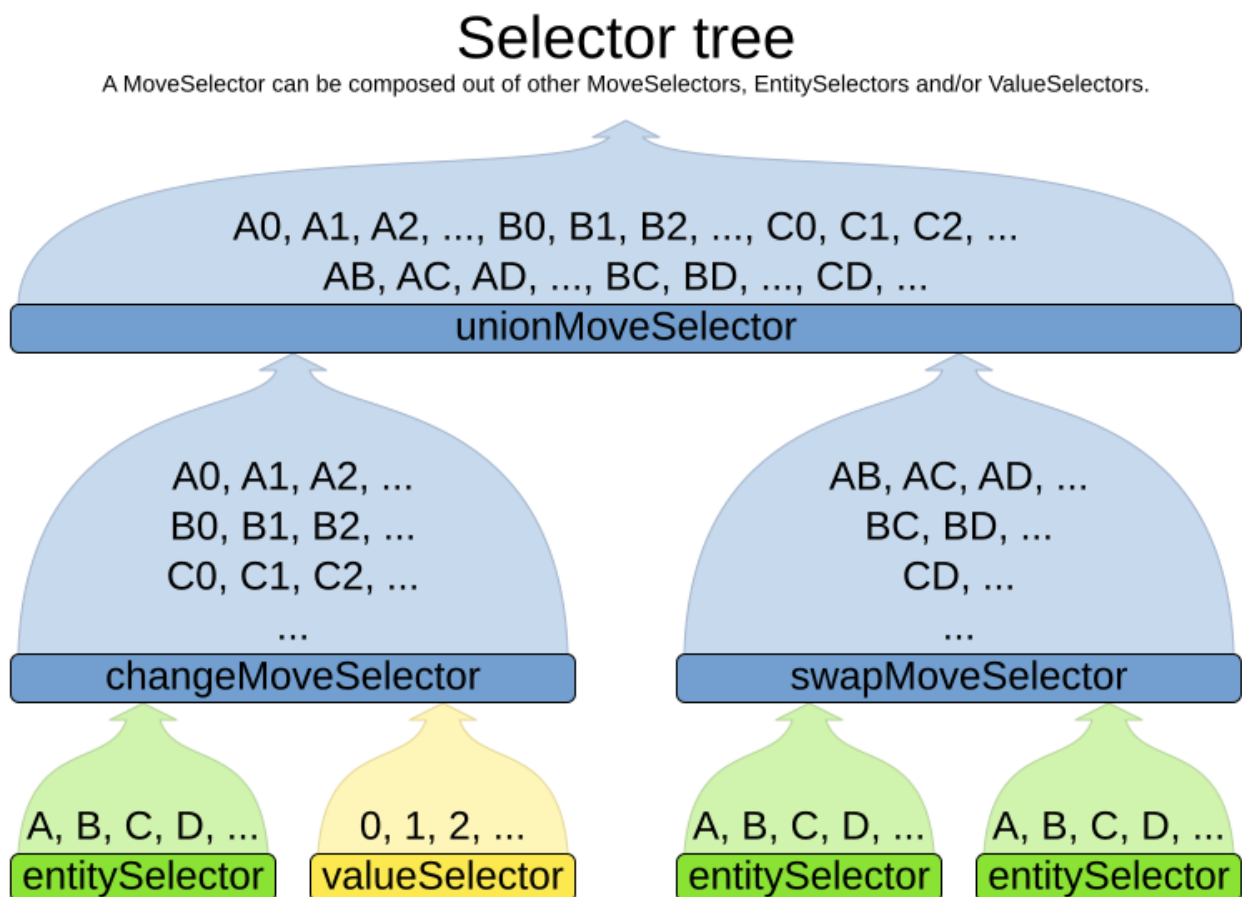 Selector tree
A MoveSelector can be composed out of other MoveSelectors, EntitySelectors and/or ValueSelectors.
A0, A1, A2, ..., B0, B1, B2, ..., C0, C1, C2, ...
AB, AC, AD, ..., BC, BD, ..., CD, ...
unionMoveSelector
A0, A1, A2, ...
B0, B1, B2, ...
C0, C1, C2, ...
...
changeMoveSelector
AB, AC, AD, ...
BC, BD, ...
CD, ...
...
swapMoveSelector
A, B, C, D, ...
entitySelector
0, 1, 2, ...
valueSelector
A, B, C, D, ...
entitySelector
A, B, C, D, ...
entitySelector